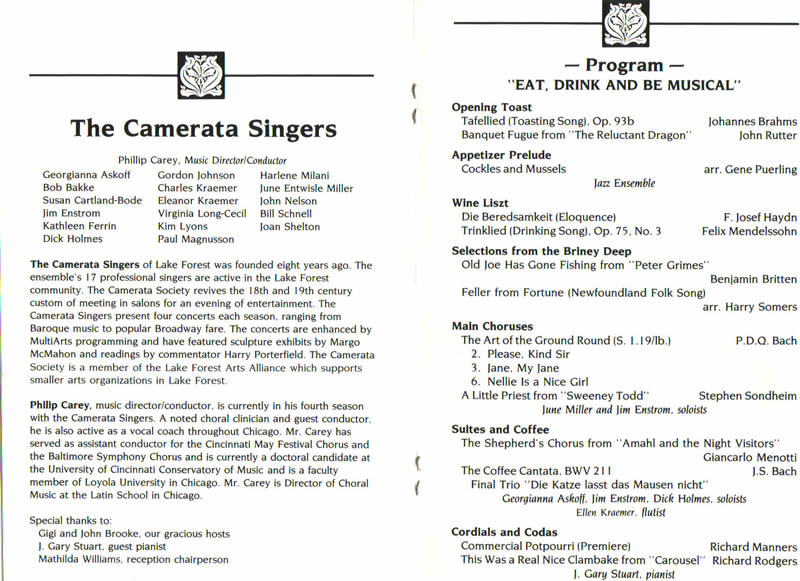 The Camerata Singers
Phillip Carey, Music Director/Conductor
Georgianna Askoff Gordon Johnson Harlene Milani
Bob Bakke Charles Kraemer June Entwisle Miller
Susan Cartland-Bode Eleanor Kraemer John Nelson
Jim Enstrom Virginia Long-Cecil Bill Schnell
Kathleen Ferrin Kim Lyons Joan Shelton
Dick Holmes Paul Magnusson
The Camerata Singers of Lake Forest was founded eight years ago. The
ensemble's 17 professional singers are active in the Lake Forest
community. The Camerata Society revives the 18th and 19th century
custom of meeting in salons for an evening of entertainment. The
Camerata Singers present four concerts each season, ranging from
Baroque music to popular Broadway fare. The concerts are enhanced by
MultiArts programming and have featured sculpture exhibits by Margo
McMahon and readings by commentator Harry Porterfield. The Camerata
Society is a member of the Lake Forest Arts Alliance which supports
smaller arts organizations in Lake Forest.
Philip Carey, music director/conductor, is currently in his fourth season
with the Camerata Singers. A noted choral clinician and guest conductor,
he is also active as a vocal coach throughout Chicago. Mr. Carey has
served as assistant conductor for the Cincinnati May Festival Chorus and
the Baltimore Symphony Chorus and is currently a doctoral candidate at
the University of Cincinnati Conservatory of Music and is a faculty
member of Loyola University in Chicago. Mr. Carey is Director of Choral
Music at the Latin School in Chicago.
Special thanks to:
Gigi and John Brooke, our gracious hosts
J. Gary Stuart, guest pianist
Mathilda Williams, reception chairperson
— Program —
"EAT, DRINK AND BE MUSICAL"
Opening Toast
Tafellied (Toasting Song), Op. 93b Johannes Brahms
Banquet Fugue from "The Reluctant Dragon" John Rutter
Appetizer Prelude
Cockles and Mussels arr. Gene Puerling
Jazz Ensemble
Wine Liszt
Die Beredsamkeit (Eloquence) F. Josef Haydn
Trinklied (Drinking Song), Op. 75, No. 3 Felix Mendelssohn
Selections from the Briney Deep
Old Joe Has Gone Fishing from "Peter Grimes"
Benjamin Britten
Feller from Fortune (Newfoundland Folk Song)
arr. Harry Somers
Main Choruses
The Art of the Ground Round (S. 1.19/lb.) P.D.Q. Bach
2. Please, Kind Sir
3. Jane, My Jane
6. Nellie Is a Nice Girl
A Little Priest from "Sweeney Todd" Stephen Sondheim
June Miller and Jim Enstrom, soloists
Suites and Coffee
The Shepherd's Chorus from "Amahl and the Night Visitors"
Giancarlo Menotti
The Coffee Cantata, BWV 211 J.S. Bach
Final Trio "Die Katze lasst das Mausen nicht"
Georgianna Askoff, Jim Enstrom, Dick Holmes, soloists
Ellen Kraemer, flutist
Cordials and Codas
Commercial Potpourri (Premiere) Richard Manners
This Was a Real Nice Clambake from "Carousel" Richard Rodgers
J. Gary Stuart, pianist